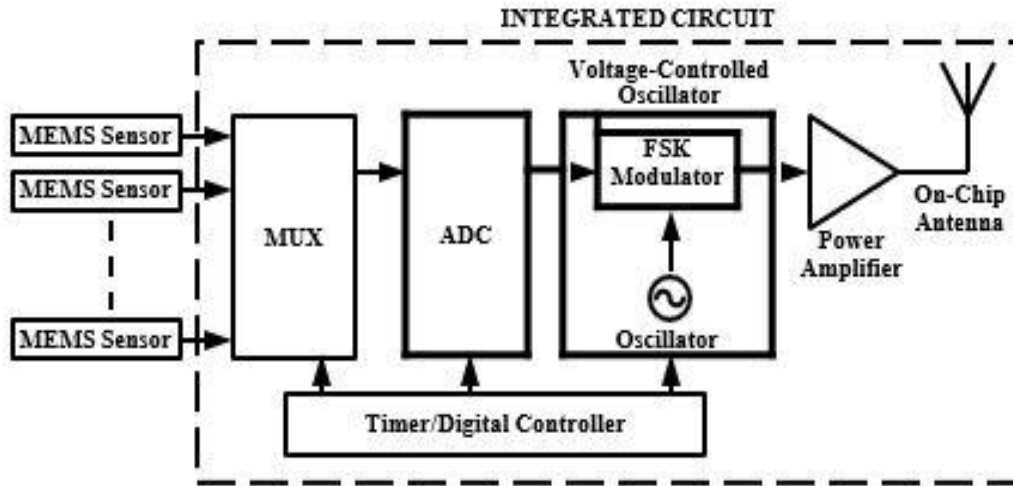 INTEGRATED CIRCUIT
Voltage-Controlled
Oscillator
MEMS Sensor
MEMS Sensor
MEMS Sensor
MUX
ADC
FSK
Modulator
Oscillator
Power
Amplifier
On-Chip
Antenna
Timer/Digital Controller